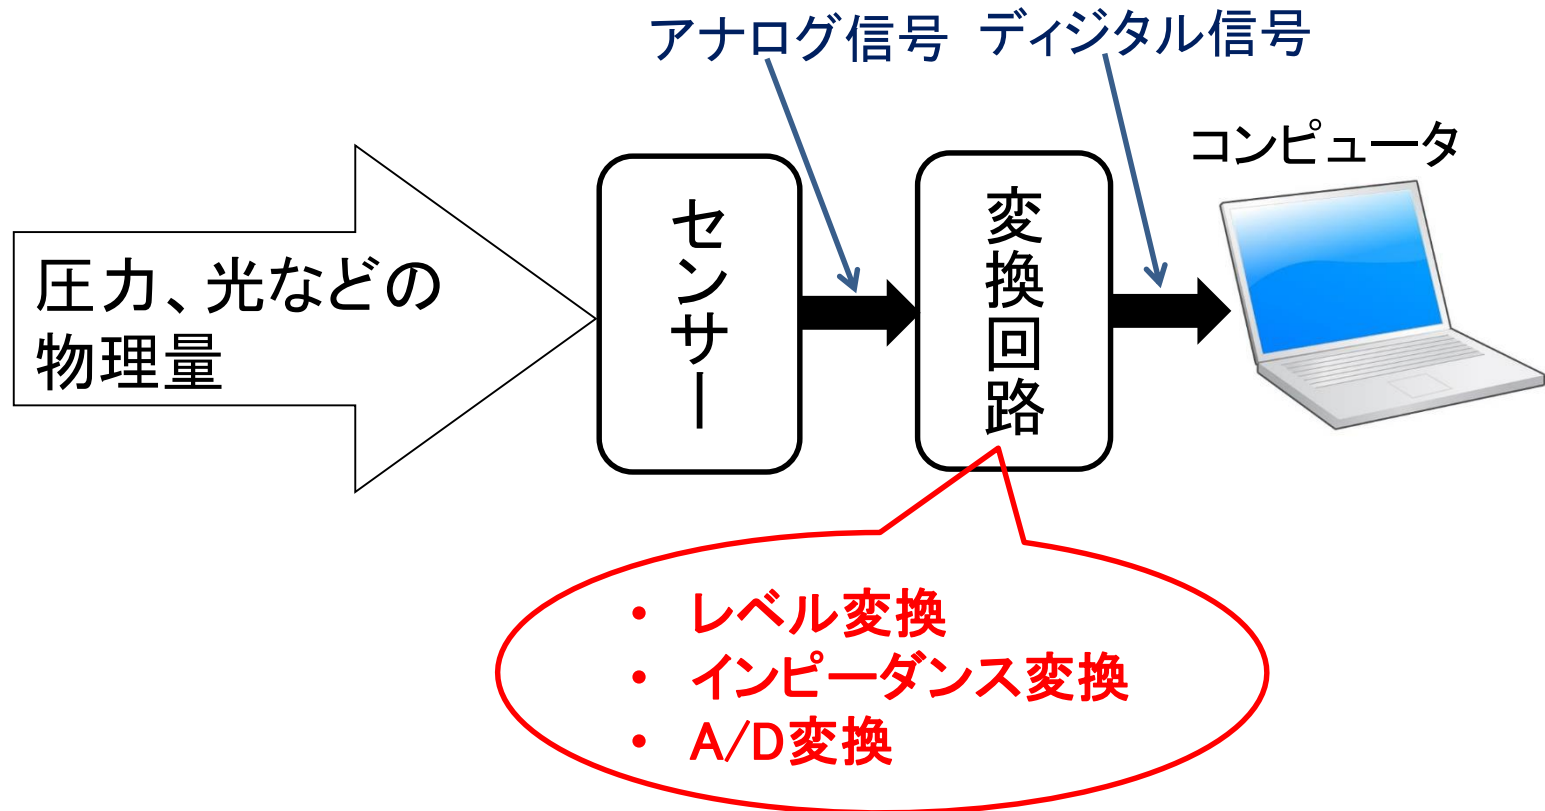 アナログ信号
ディジタル信号
コンピュータ
圧力、光などの
物理量
センサー
変換回路
• レベル変換
• インピーダンス変換
• A/D変換